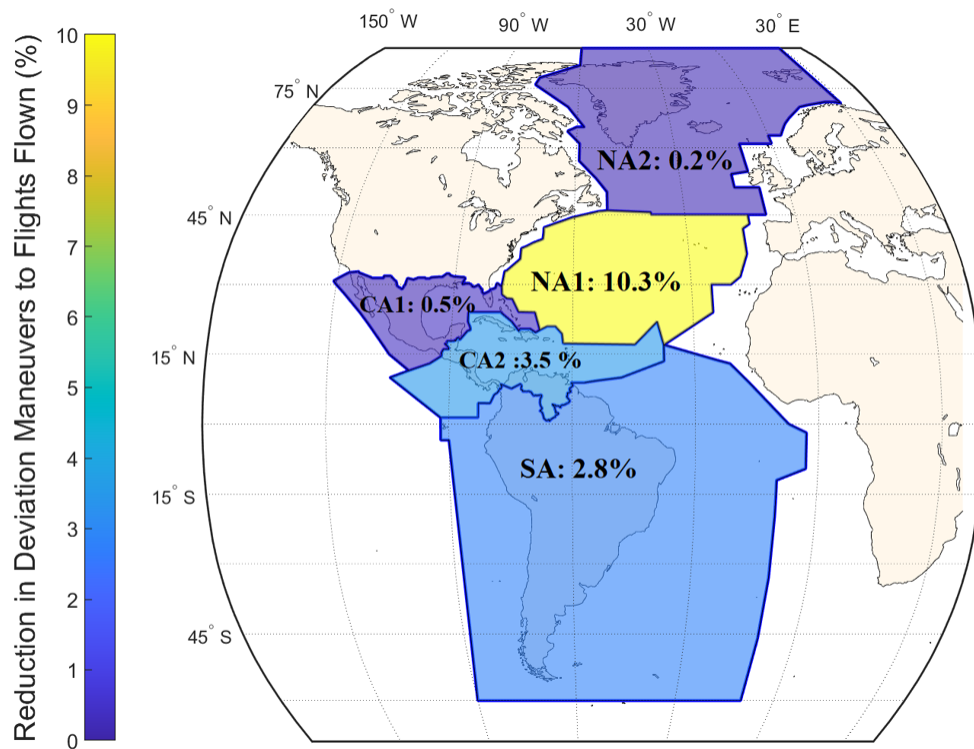 150° W
90° W
30° W
30° E
Reduction in Deviation Maneuvers to Flights Flown (%)
10
9
8
7
6
5
4
3
2
1
0
75° N
45° N
15° N
15° S
45° S
NA2: 0.2%
NA1: 10.3%
CA1: 0.5%
CA2 :3.5 %
SA: 2.8%